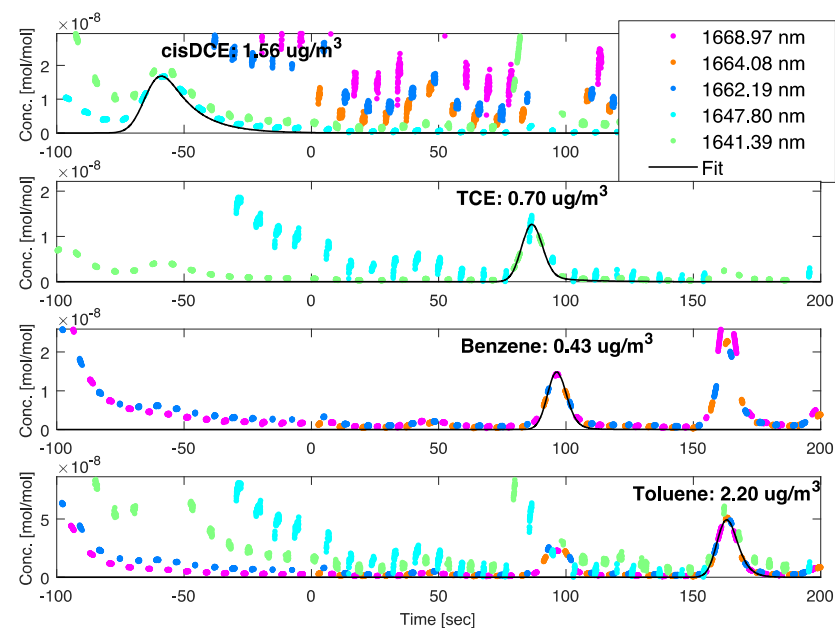 ×10⁻⁸
cisDCE: 1.56 ug/m³
Conc. [mol/mol]
2
1
0
-100 -50 0 50 100
1668.97 nm
1664.08 nm
1662.19 nm
1647.80 nm
1641.39 nm
Fit
×10⁻⁸
TCE: 0.70 ug/m³
Conc. [mol/mol]
2
1
0
-100 -50 0 50 100 150 200
×10⁻⁸
Benzene: 0.43 ug/m³
Conc. [mol/mol]
2
1
0
-100 -50 0 50 100 150 200
×10⁻⁸
Toluene: 2.20 ug/m³
Conc. [mol/mol]
5
0
-100 -50 0 50 100 150 200
Time [sec]